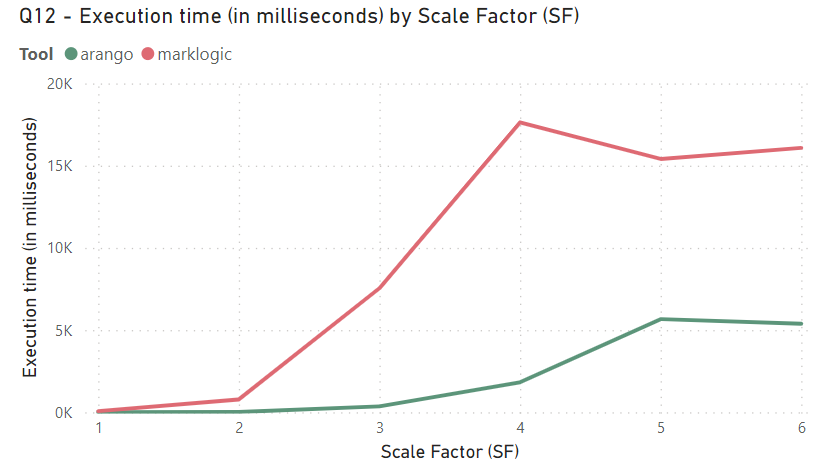 Q12 - Execution time (in milliseconds) by Scale Factor (SF)
Tool arango marklogic
20K
15K
10K
5K
0K
Execution time (in milliseconds)
1 2 3 4 5 6
Scale Factor (SF)